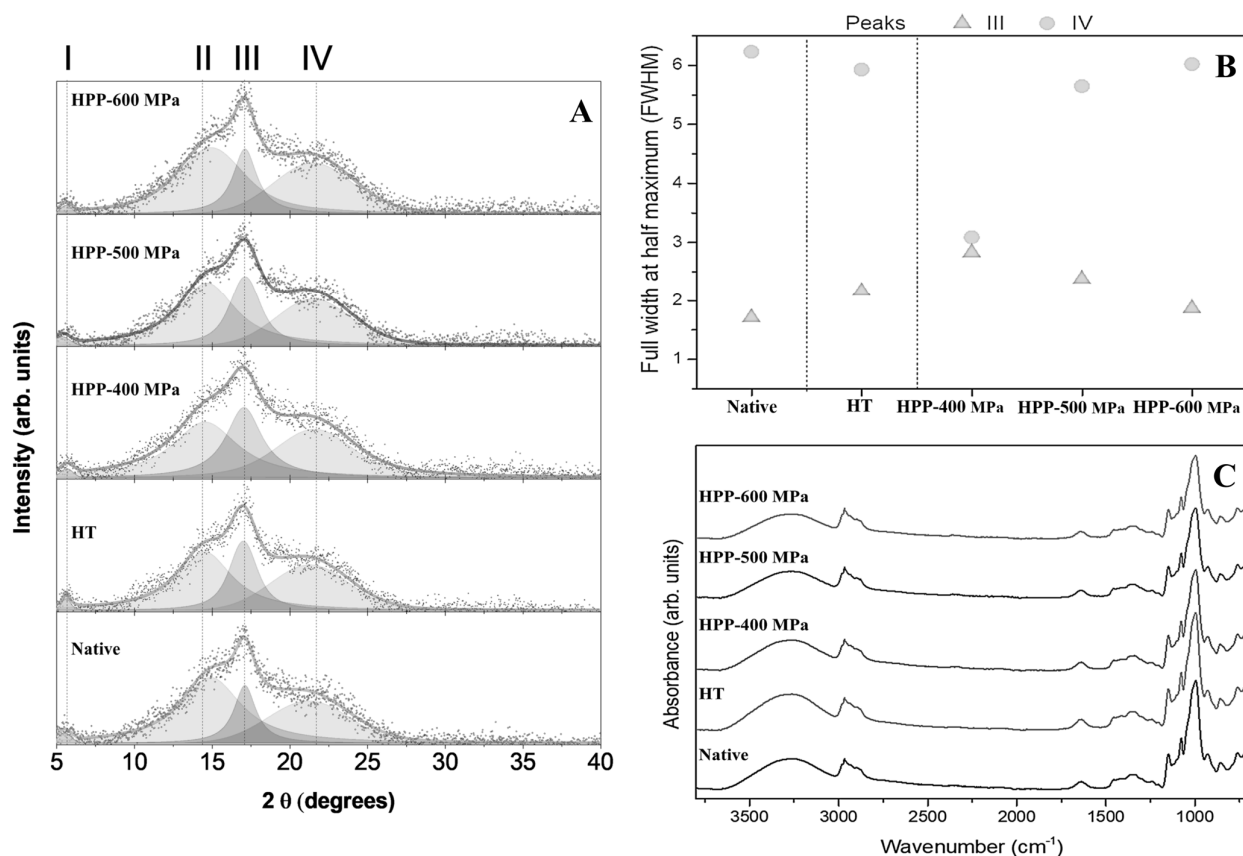 I II III IV
A
HPP-600 MPa
HPP-500 MPa
HPP-400 MPa
HT
Native
Intensity (arb. units)
5 10 15 20 25 30 35 40
2 θ (degrees)
Peaks III IV
B
6
5
4
3
2
1
Full width at half maximum (FWHM)
Native HT HPP-400 MPa HPP-500 MPa HPP-600 MPa
C
HPP-600 MPa
HPP-500 MPa
HPP-400 MPa
HT
Native
Absorbance (arb. units)
3500 3000 2500 2000 1500 1000
Wavenumber (cm⁻¹)